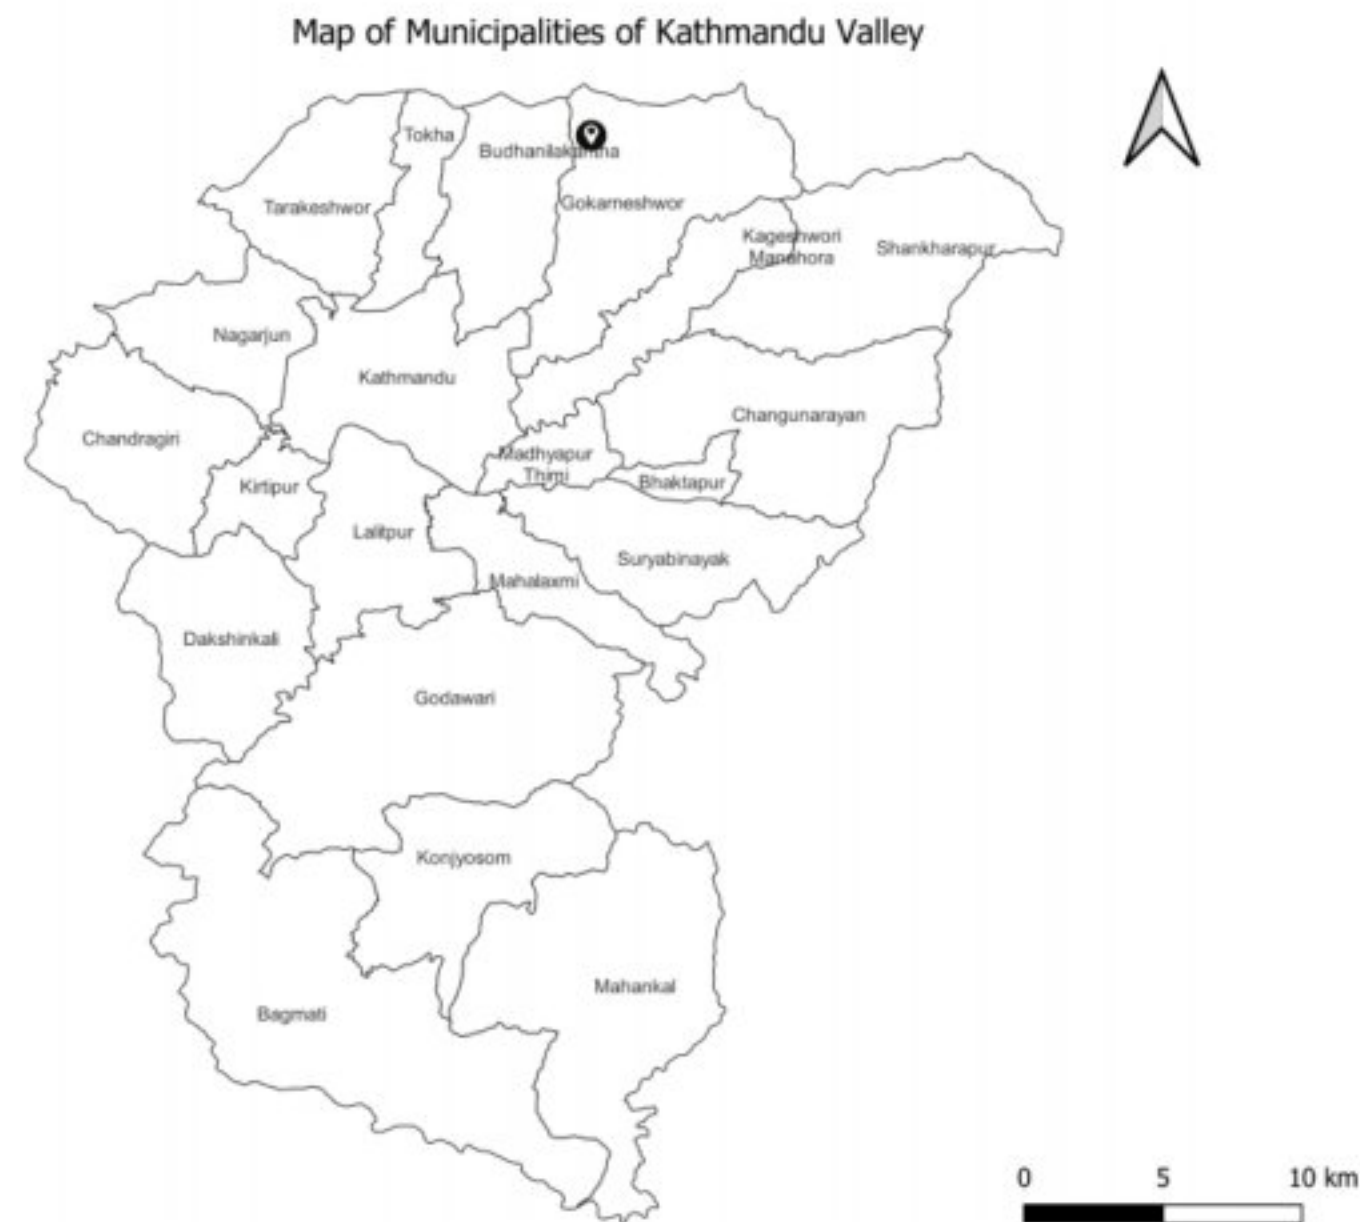 Map of Municipalities of Kathmandu Valley
Tokha
Budhanilakantha
Tarakeshwor
Gokarneshwor
Kageshwori
Manahora
Shankharapur
Nagarjun
Kathmandu
Changunarayan
Chandragiri
Madhyapur
Thimi
Bhaktapur
Kirtipur
Lalitpur
Suryabinayak
Mahalaxmi
Dakshinkali
Godawari
Konjyosom
Mahankal
Bagmati
0 5 10 km